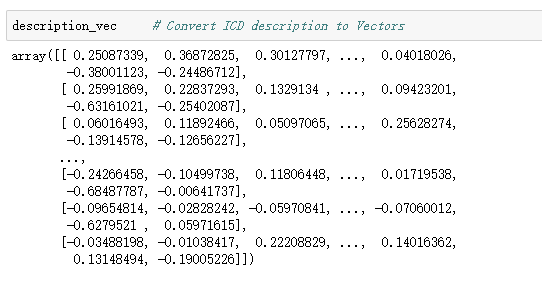 description_vec     # Convert ICD description to Vectors
array([[ 0.25087339,  0.36872825,  0.30127797, ...,  0.04018026,
        -0.38001123, -0.24486712],
       [ 0.25991869,  0.22837293,  0.1329134 , ...,  0.09423201,
        -0.63161021, -0.25402087],
       [ 0.06016493,  0.11892466,  0.05097065, ...,  0.25628274,
        -0.13914578, -0.12656227],
       ...,
       [-0.24266458, -0.10499738,  0.11806448, ...,  0.01719538,
        -0.68487787, -0.00641737],
       [-0.09654814, -0.02828242, -0.05970841, ..., -0.07060012,
        -0.6279521 ,  0.05971615],
       [-0.03488198, -0.01038417,  0.22208829, ...,  0.14016362,
         0.13148494, -0.19005226]])